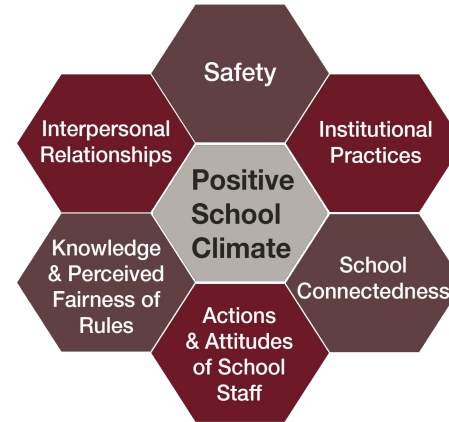 Safety
Interpersonal
Relationships
Institutional
Practices
Positive
School
Climate
Knowledge
& Perceived
Fairness of
Rules
School
Connectedness
Actions
& Attitudes
of School
Staff